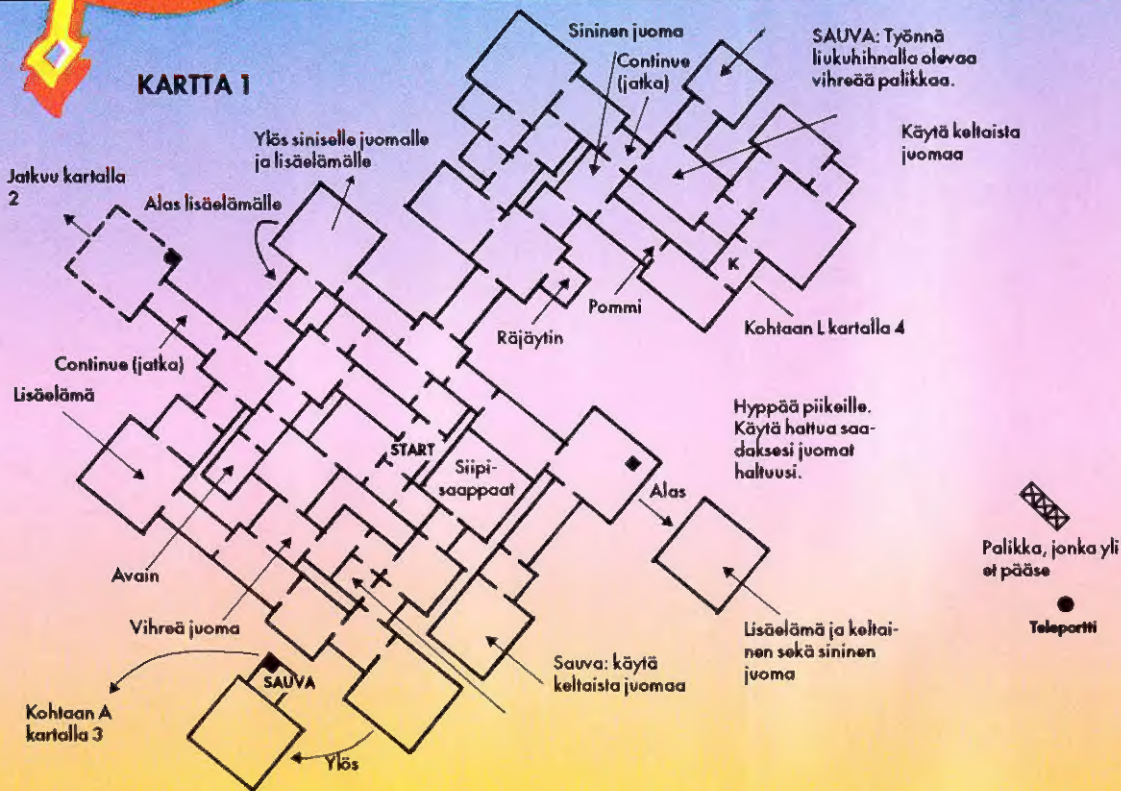 KARTTA 1
Sininen juoma
Continue
(jatka)
SAUVA: Työnnä
liukuhihnalla olevaa
vihreää palikkaa.
Käytä keltaista
juomaa
Ylös siniselle juomalle
ja lisäelämälle
Jatkuu kartalla
2
Alas lisäelämälle
K
Pommi
Räjäytin
Kohtaan L kartalla 4
Continue (jatka)
Lisäelämä
START
Siipi-
saappaat
Hyppää piikeille.
Käytä hattua saa-
daksesi juomat
haltuusi.
Alas
Palikka, jonka yli
et pääse
Teleportti
Avain
Vihreä juoma
Lisäelämä ja keltai-
nen sekä sininen
juoma
Sauva: käytä
keltaista juomaa
SAUVA
Kohtaan A
kartalla 3
Ylös